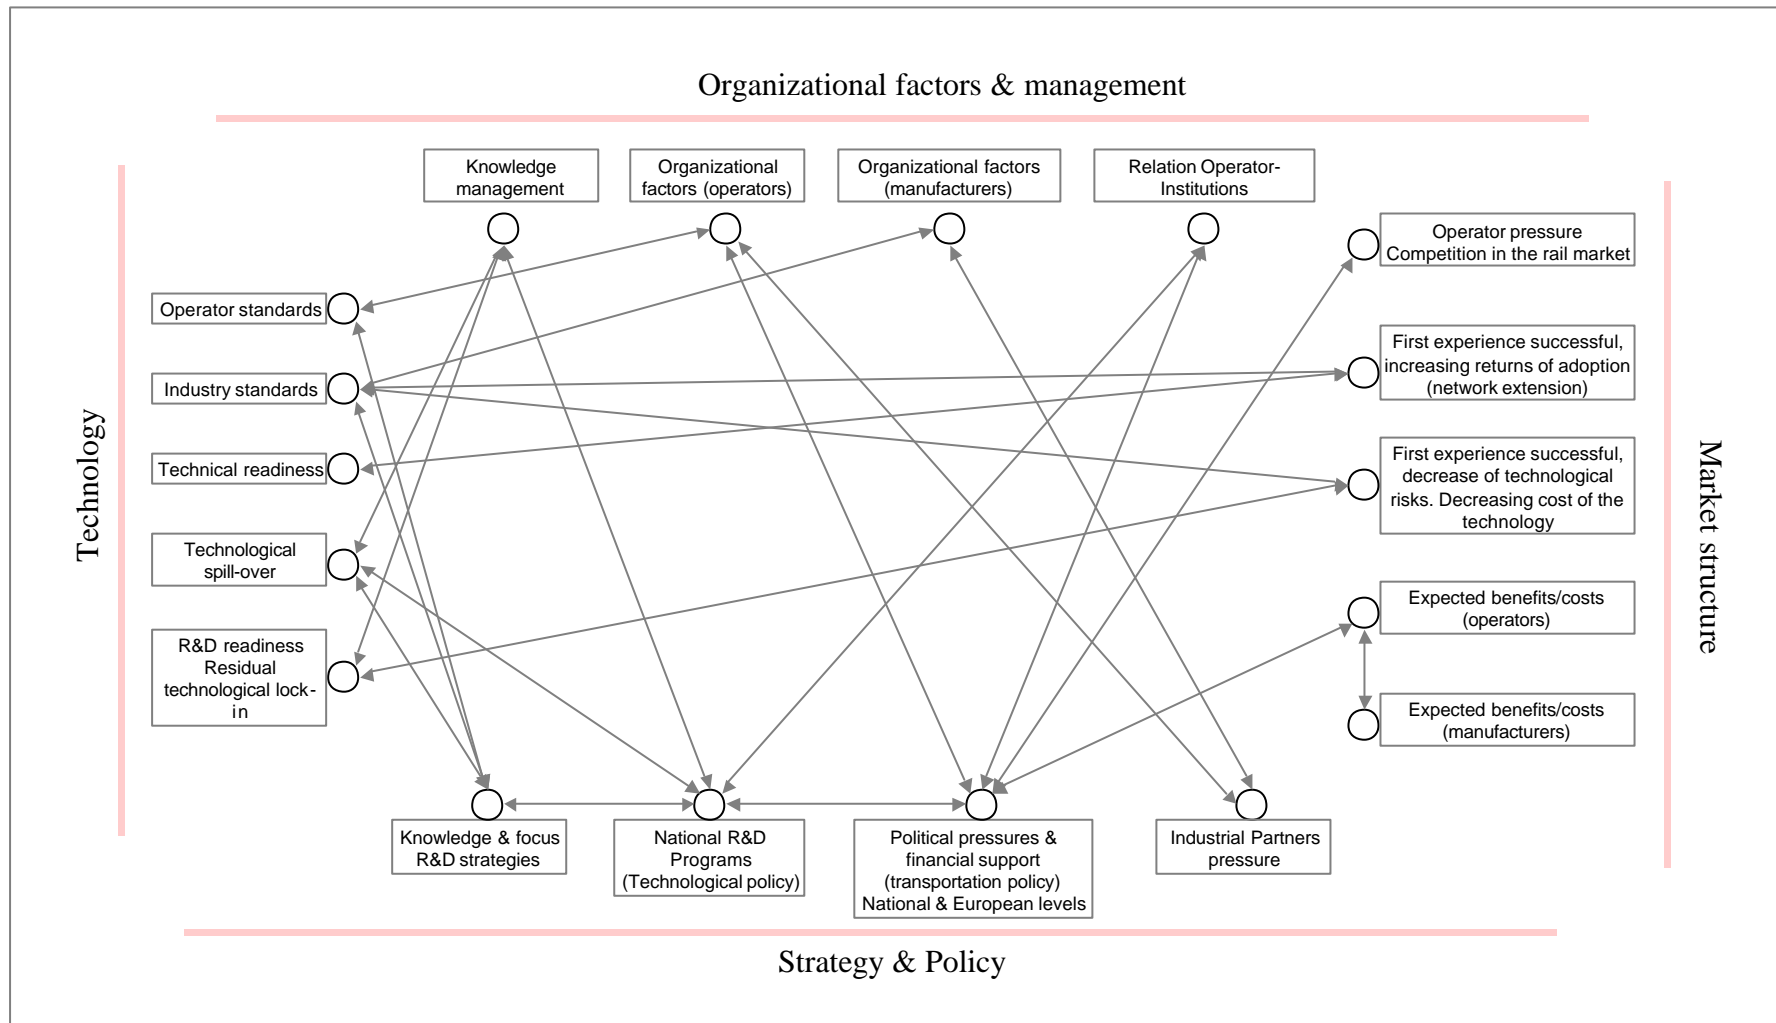 Organizational factors & management
Knowledge
management
Organizational
factors (operators)
Organizational factors
(manufacturers)
Relation Operator-
Institutions
Technology
Operator standards
Industry standards
Technical readiness
Technological
spill-over
R&D readiness
Residual
technological lock-
in
Operator pressure
Competition in the rail market
First experience successful,
increasing returns of adoption
(network extension)
First experience successful,
decrease of technological
risks. Decreasing cost of the
technology
Expected benefits/costs
(operators)
Expected benefits/costs
(manufacturers)
Market structure
Knowledge & focus
R&D strategies
National R&D
Programs
(Technological policy)
Political pressures &
financial support
(transportation policy)
National & European levels
Industrial Partners
pressure
Strategy & Policy